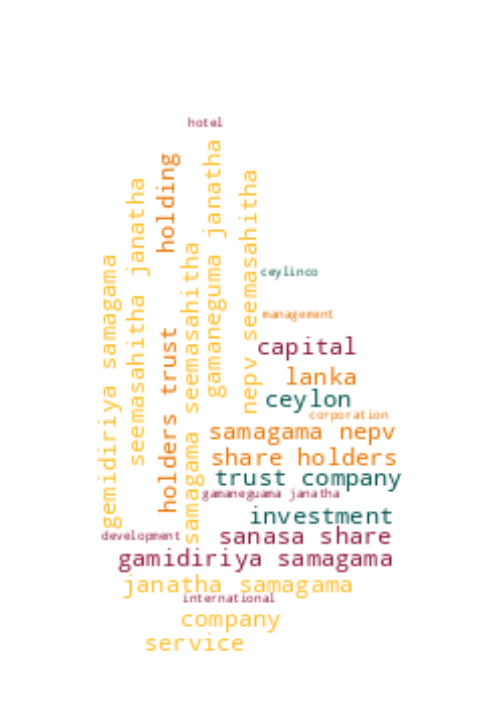 hotel
gemidiriya samagama
seemasahitha janatha
holding
holders trust
samagama seemasahitha
gamaneguma janatha
nepv seemasahitha
ceylinco
management
capital
lanka
ceylon
corporation
samagama nepv
share holders
trust company
gamaneguama janatha
investment
development
sanasa share
gamidiriya samagama
janatha samagama
international
company
service